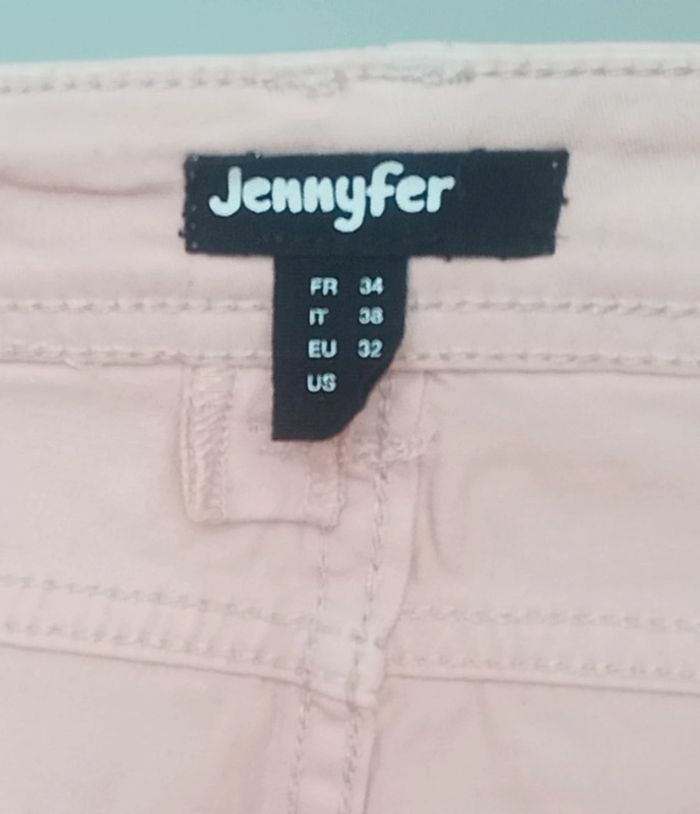 Jennyfer
FR 34
IT 38
EU 32
US